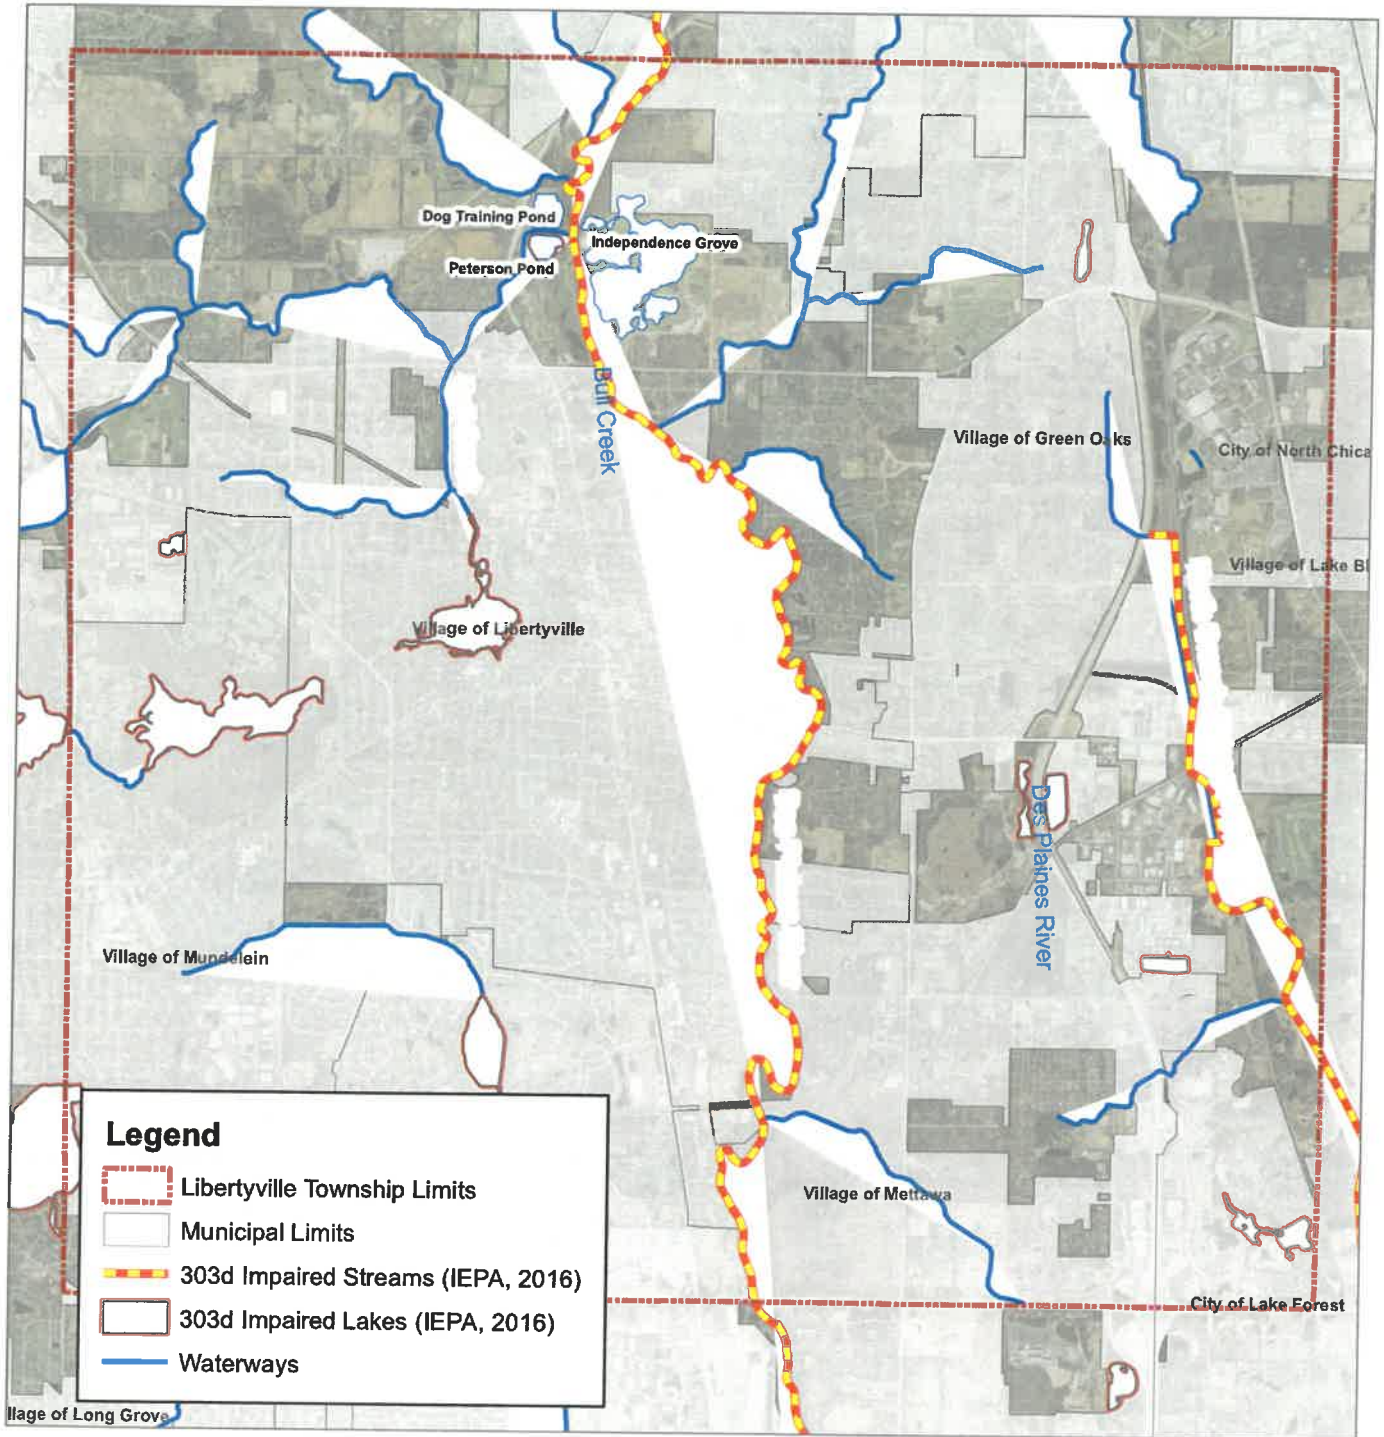 Dog Training Pond
Independence Grove
Peterson Pond
Bull Creek
Village of Green Oaks
City of North Chica
Village of Lake Bl
Village of Libertyville
Des Plaines River
Village of Mundelein
Village of Mettawa
City of Lake Forest
Legend
Libertyville Township Limits
Municipal Limits
303d Impaired Streams (IEPA, 2016)
303d Impaired Lakes (IEPA, 2016)
Waterways
llage of Long Grove